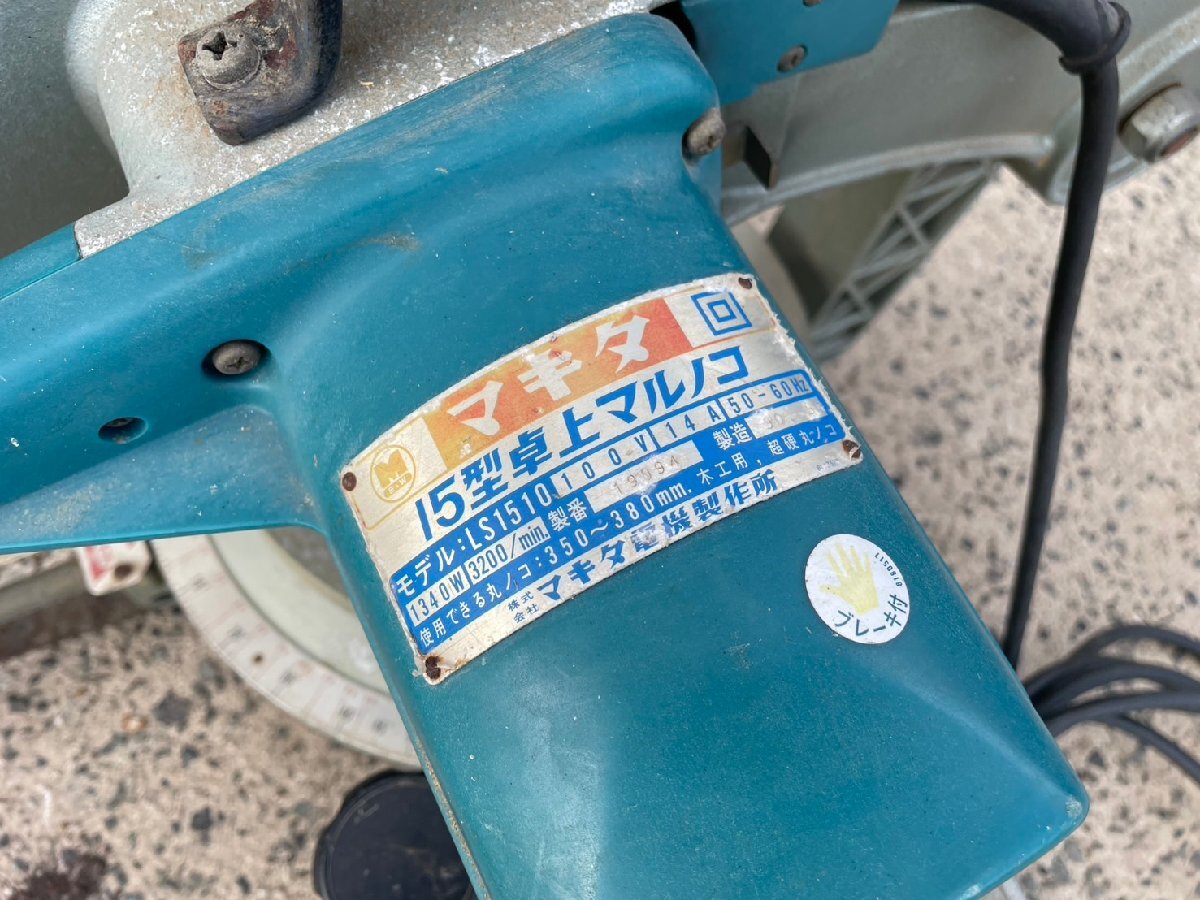 マキタ
15型卓上マルノコ
モデル:LS1510 100-V 14A 50-60Hz
1340W 3200/min. 製番 19994 製造
使用できる丸ノコ:350~380mm. 木工用, 超硬丸ノコ
株式会社 マキタ電機製作所
ブレーキ付